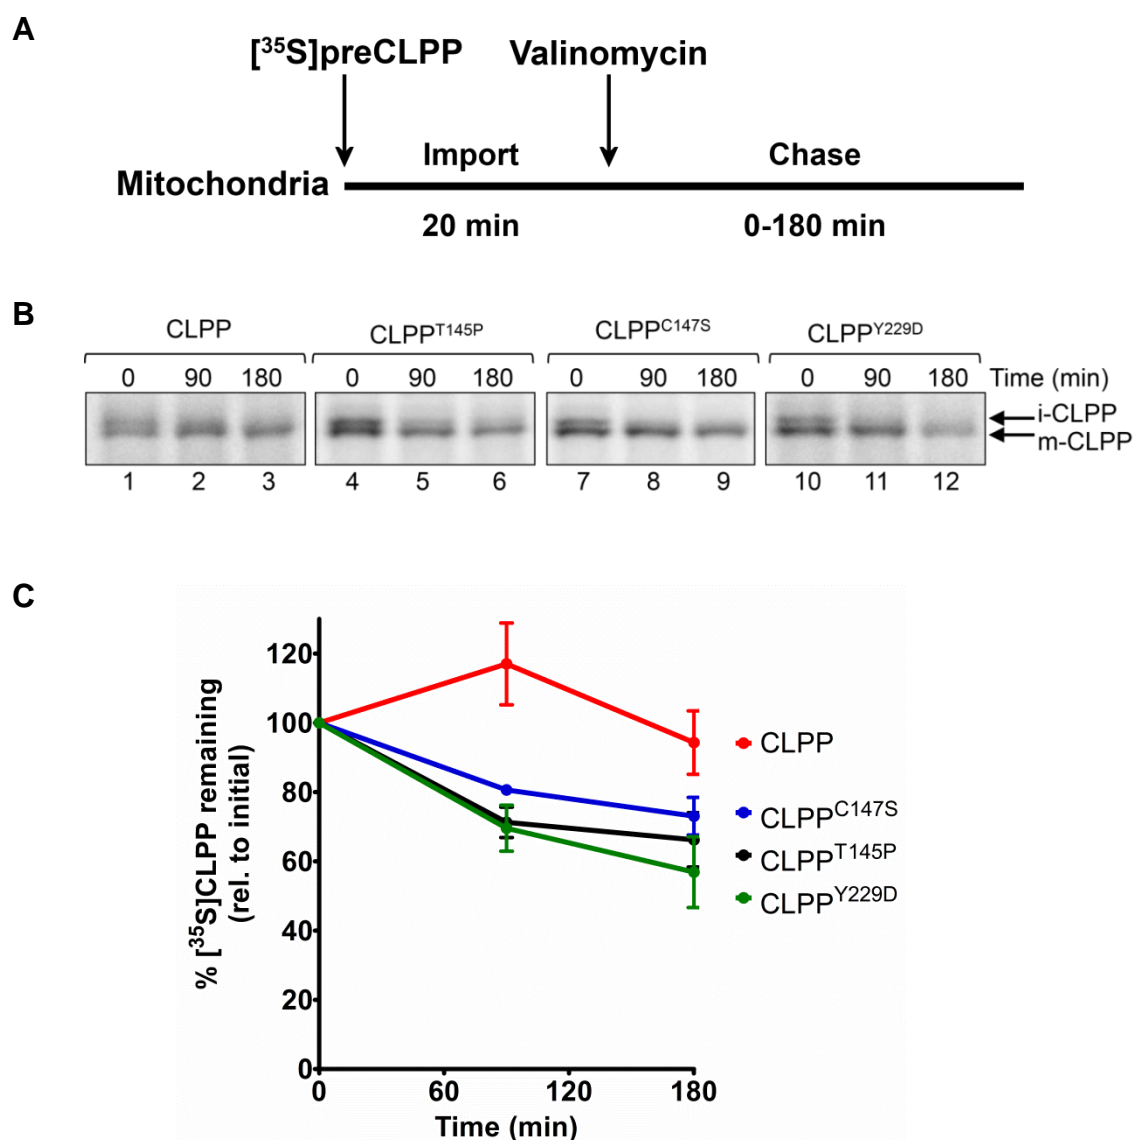 A
[³⁵S]preCLPP Valinomycin
Import Chase
Mitochondria
20 min 0-180 min
B
CLPP CLPPᵀ¹⁴⁵ᴾ CLPPᶜ¹⁴⁷ˢ CLPPʸ²²⁹ᴰ
0 90 180 0 90 180 0 90 180 0 90 180 Time (min)
i-CLPP
m-CLPP
1 2 3 4 5 6 7 8 9 10 11 12
C
% [³⁵S]CLPP remaining
(rel. to initial)
120
100
80
60
40
20
0
0 60 120 180
Time (min)
CLPP
CLPPᶜ¹⁴⁷ˢ
CLPPᵀ¹⁴⁵ᴾ
CLPPʸ²²⁹ᴰ